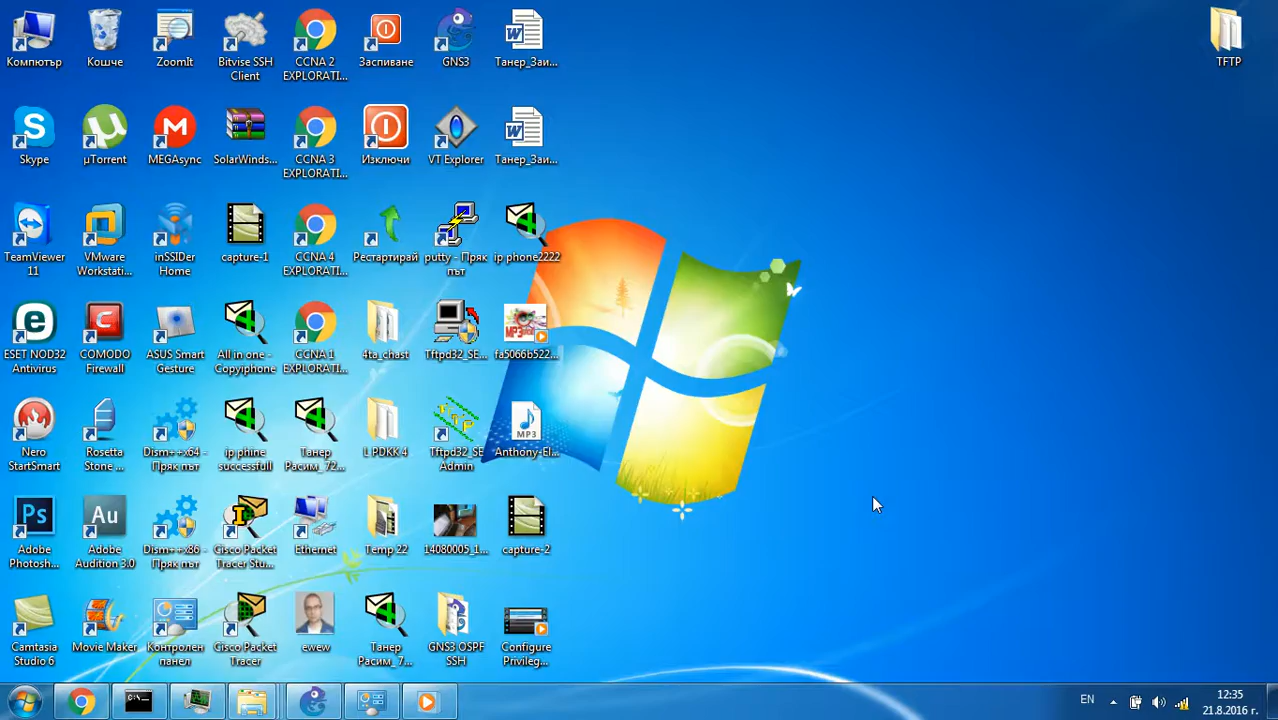 Компютър
Кошче
ZoomIt
Bitvise SSH
Client
CCNA 2
EXPLORATI...
Заспиване
GNS3
Танер_Заи...
TFTP
Skype
µTorrent
MEGAsync
SolarWinds...
CCNA 3
EXPLORATI...
Изключи
VT Explorer
Танер_Заи...
TeamViewer
11
VMware
Workstati...
inSSIDer
Home
capture-1
CCNA 4
EXPLORATI...
Рестартирай
putty - Пряк
път
ip phone2222
ESET NOD32
Antivirus
COMODO
Firewall
ASUS Smart
Gesture
All in one -
Copyiphone
CCNA 1
EXPLORATI...
4ta_chast
Tftpd32_SE...
fa5066b522...
Nero
StartSmart
Rosetta
Stone ...
Dism++x64 -
Пряк път
ip phine
successfull
Танер
Расим_72...
L PDKK 4
Tftpd32_SE
Admin
MP3
Anthony-El...
Ps
Adobe
Photosh...
Au
Adobe
Audition 3.0
Dism++x86 -
Пряк път
Cisco Packet
Tracer Stu...
Ethernet
Temp 22
14080005_1...
capture-2
Camtasia
Studio 6
Movie Maker
Контролен
панел
Cisco Packet
Tracer
ewew
Танер
Расим_ 7...
GNS3 OSPF
SSH
Configure
Privileg...
EN
12:35
21.8.2016 г.